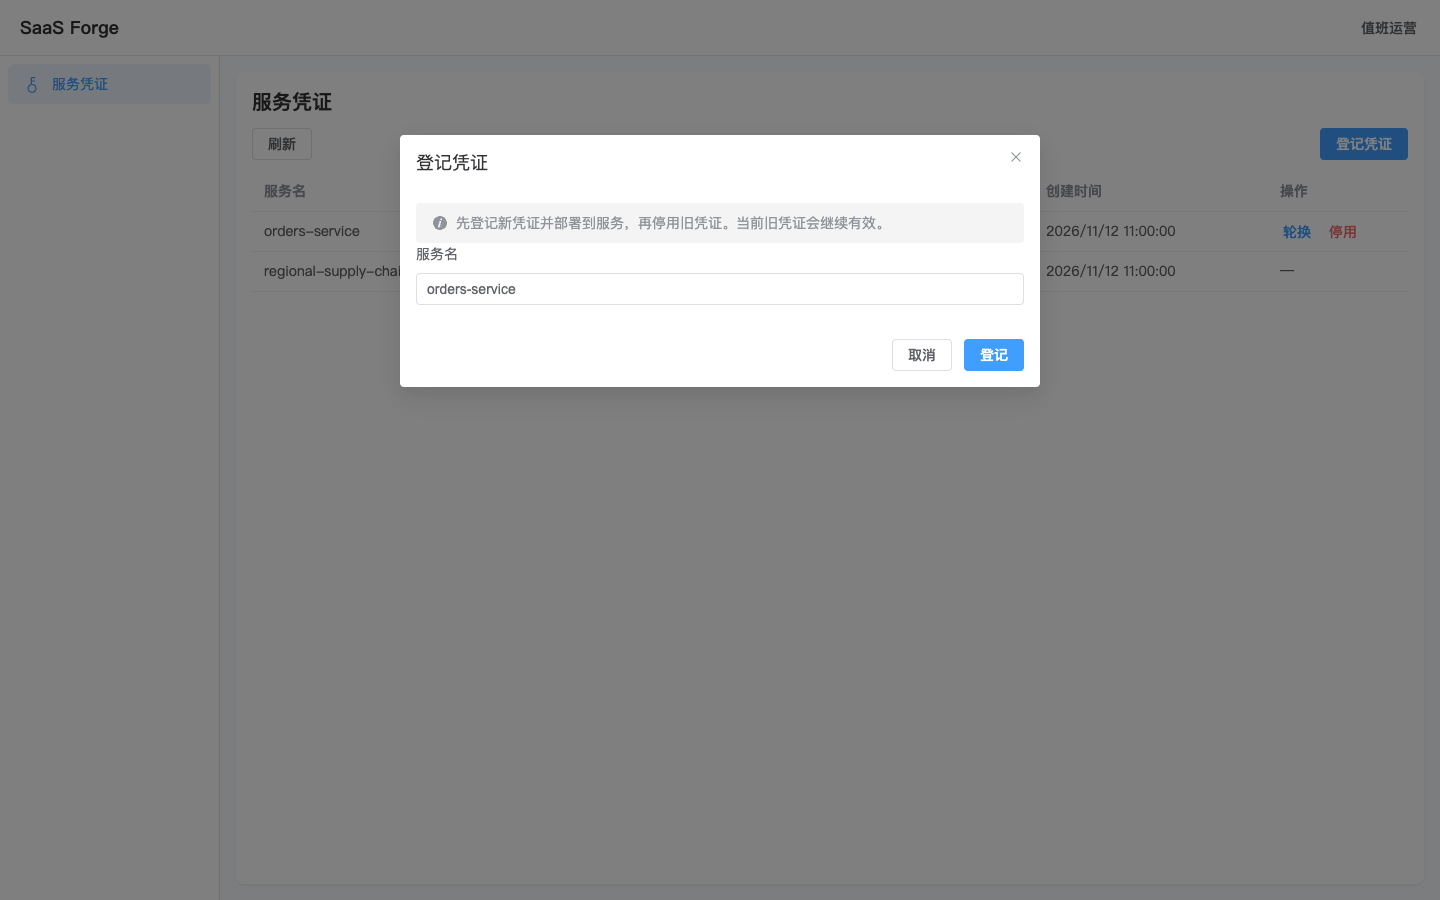 SaaS Forge
值班运营
服务凭证
服务凭证
刷新
登记凭证
服务名
创建时间
操作
orders-service
2026/11/12 11:00:00
轮换
停用
regional-supply-chai
2026/11/12 11:00:00
—
登记凭证
先登记新凭证并部署到服务，再停用旧凭证。当前旧凭证会继续有效。
服务名
orders-service
取消
登记